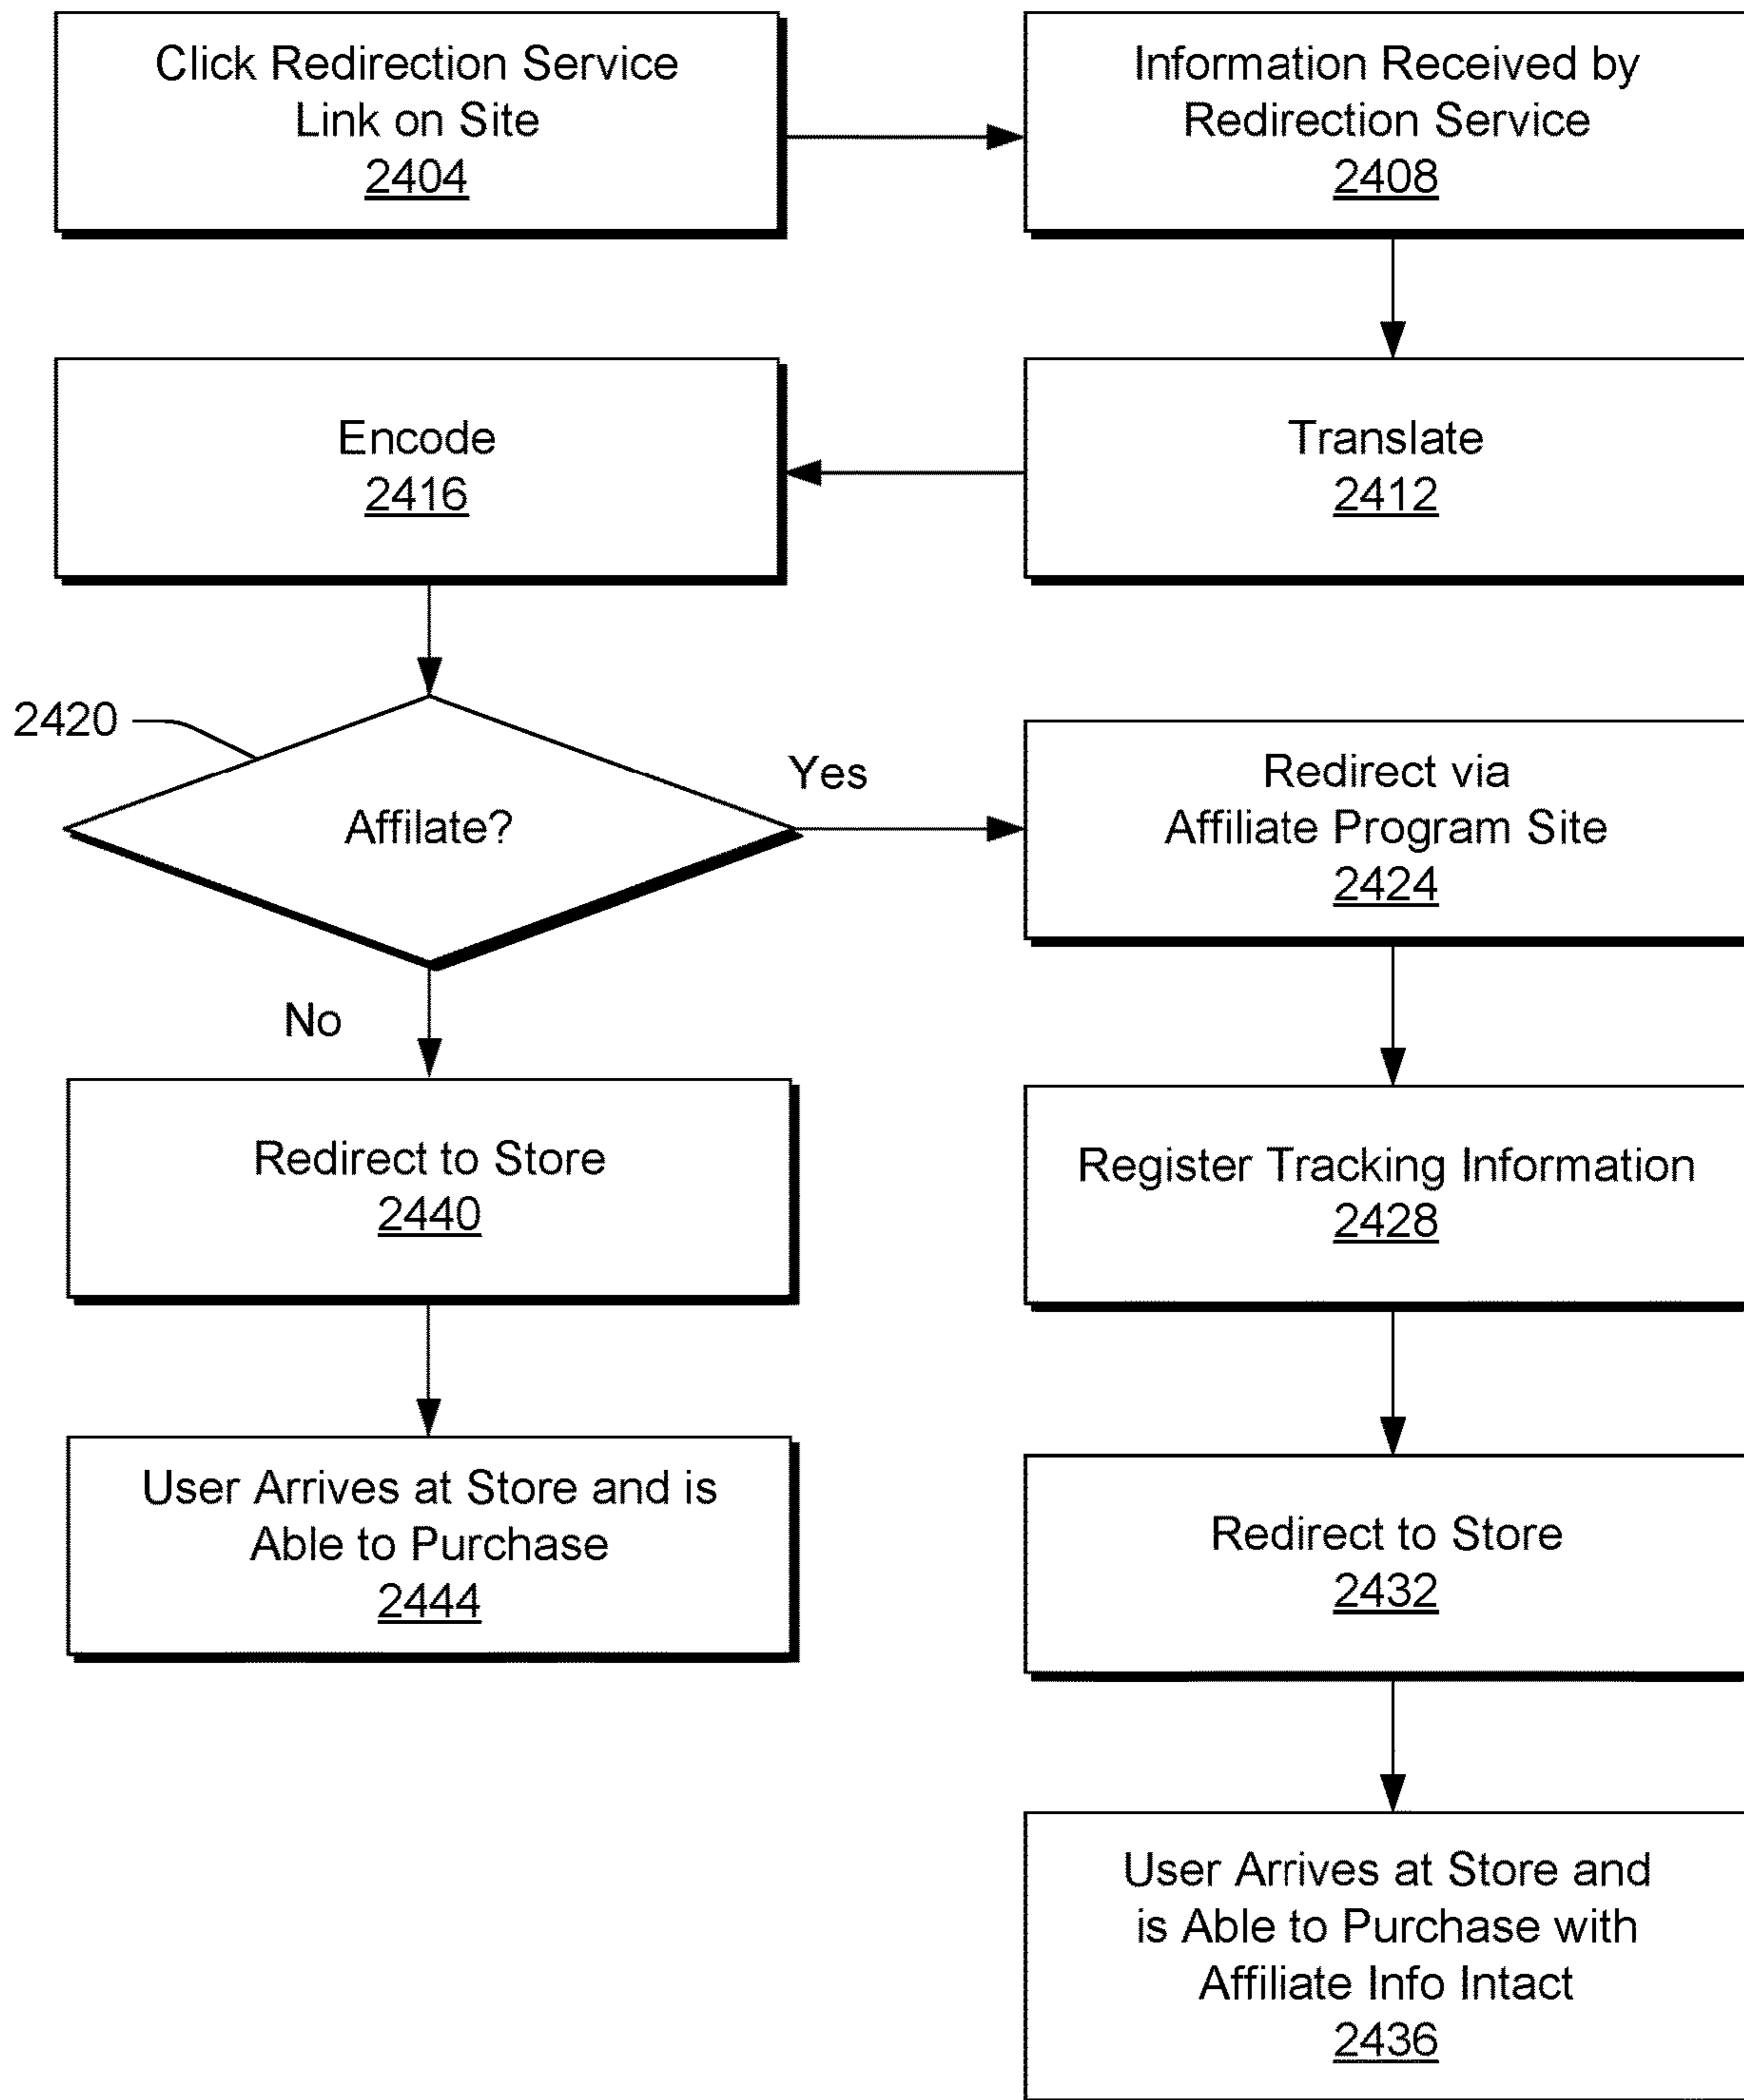 Click Redirection Service
Link on Site
2404
Information Received by
Redirection Service
2408
Translate
2412
Encode
2416
2420
Affilate?
Yes
Redirect via
Affiliate Program Site
2424
No
Redirect to Store
2440
Register Tracking Information
2428
User Arrives at Store and is
Able to Purchase
2444
Redirect to Store
2432
User Arrives at Store and
is Able to Purchase with
Affiliate Info Intact
2436